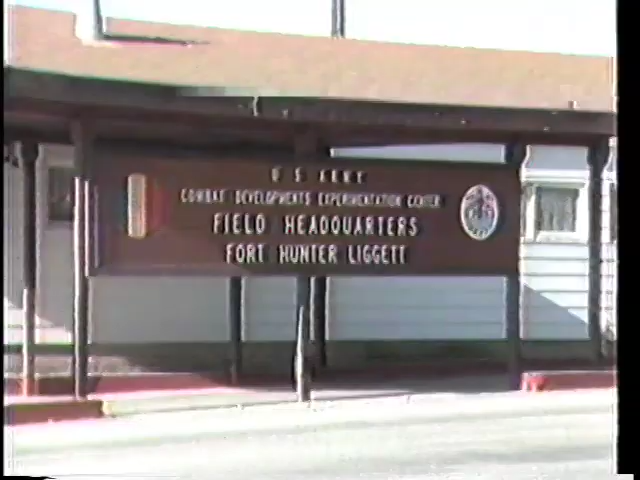 U S ARMY
COMBAT DEVELOPMENTS EXPERIMENTATION CENTER
FIELD HEADQUARTERS
FORT HUNTER LIGGETT